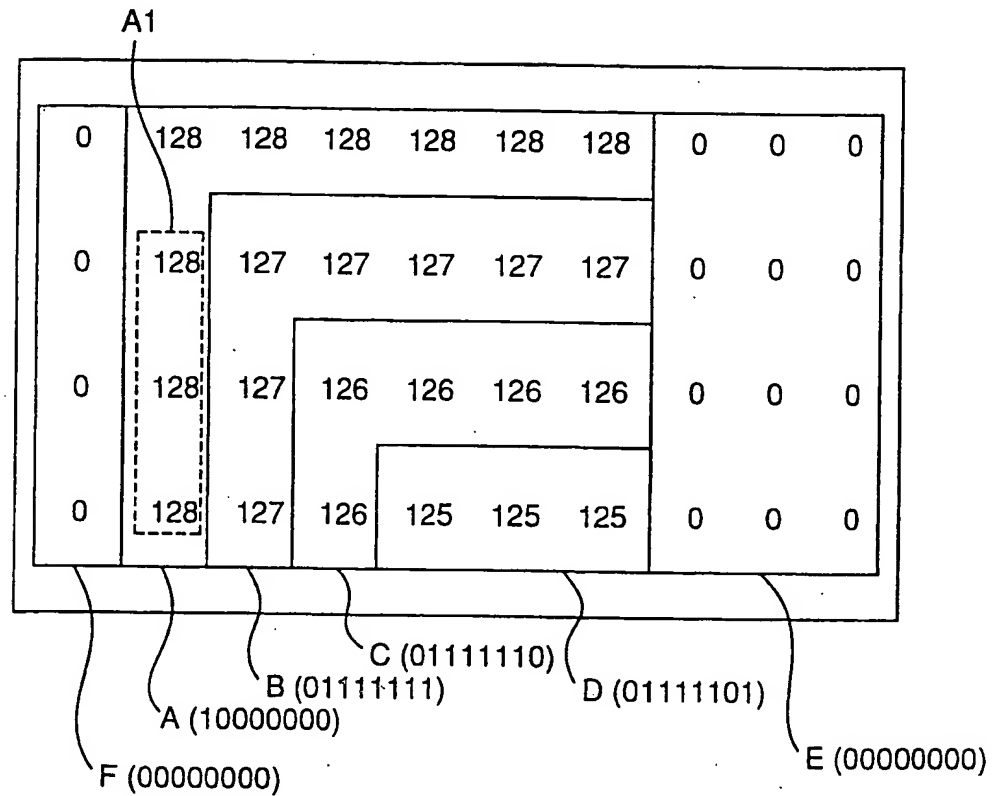 A1
0 128 128 128 128 128 128 0 0 0
0 128 127 127 127 127 127 0 0 0
0 128 127 126 126 126 126 0 0 0
0 128 127 126 125 125 125 0 0 0
C (01111110)
B (01111111)
D (01111101)
A (10000000)
E (00000000)
F (00000000)